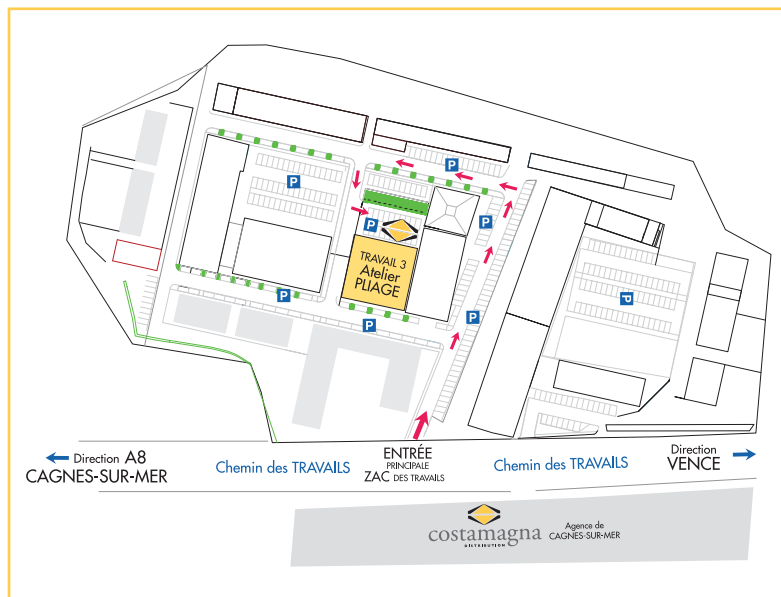 P
P
P
P
TRAVAIL 3
Atelier
PLIAGE
P
P
P
P
Direction A8
CAGNES-SUR-MER
Chemin des TRAVAILS
ENTRÉE
PRINCIPALE
ZAC DES TRAVAILS
Chemin des TRAVAILS
Direction
VENCE
costamagna
DISTRIBUTION
Agence de
CAGNES-SUR-MER